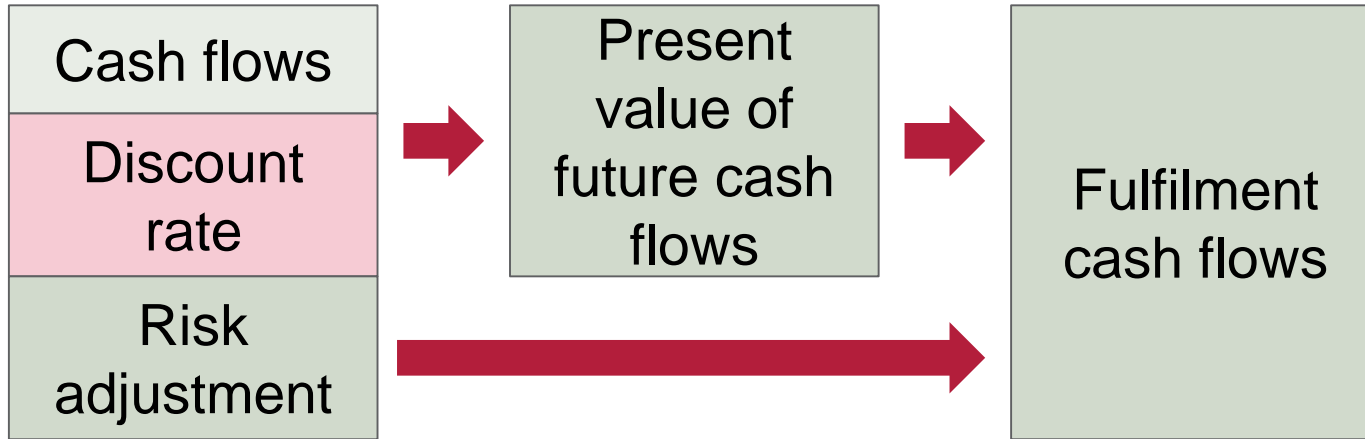 Cash flows
Discount
rate
Risk
adjustment
Present
value of
future cash
flows
Fulfilment
cash flows